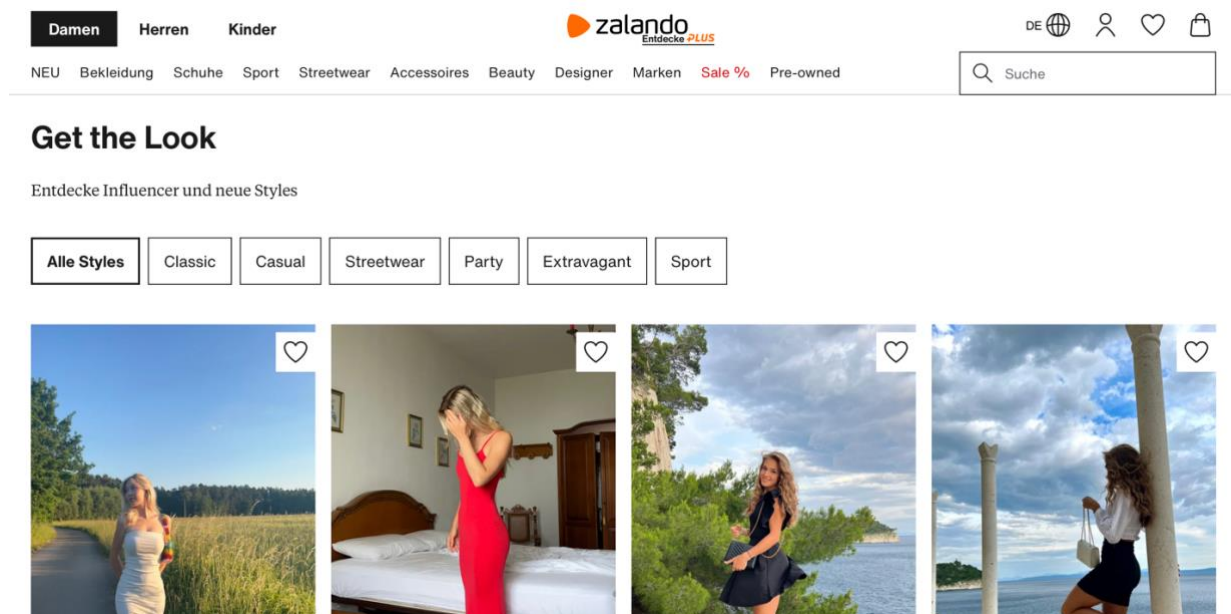 Damen Herren Kinder
zalando
Entdecke PLUS
DE
NEU Bekleidung Schuhe Sport Streetwear Accessoires Beauty Designer Marken Sale % Pre-owned
Suche
Get the Look
Entdecke Influencer und neue Styles
Alle Styles Classic Casual Streetwear Party Extravagant Sport